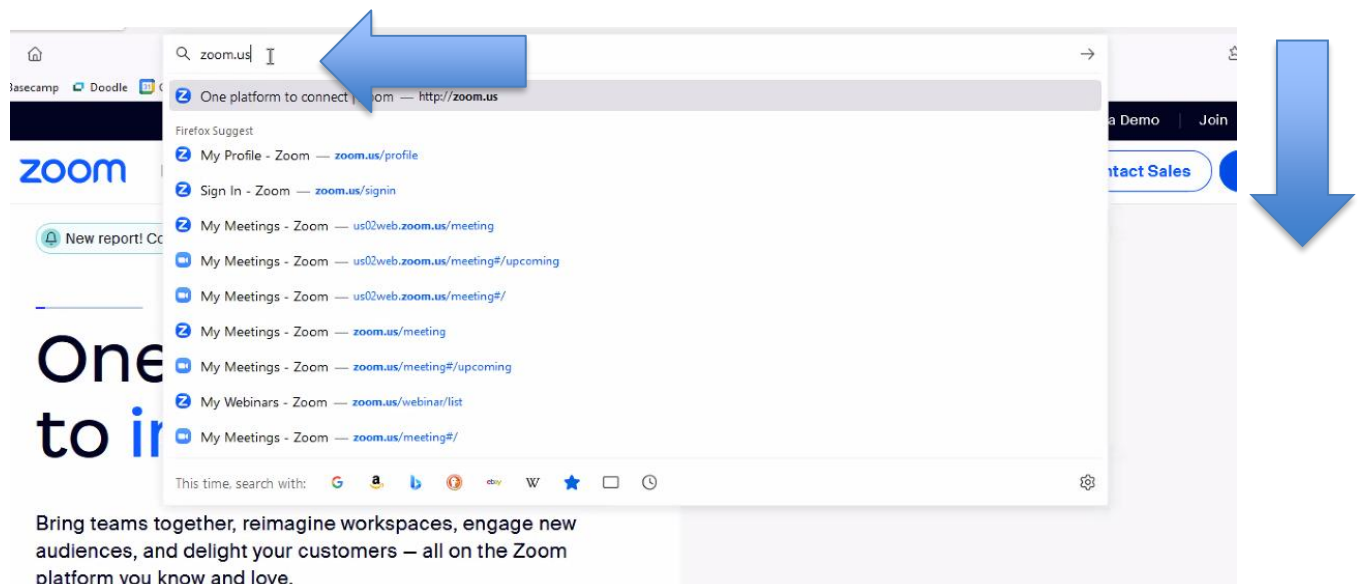 zoom.us
Basecamp Doodle
One platform to connect | Zoom — http://zoom.us
a Demo Join
Firefox Suggest
My Profile - Zoom — zoom.us/profile
zoom
Contact Sales
Sign In - Zoom — zoom.us/signin
My Meetings - Zoom — us02web.zoom.us/meeting
New report!
My Meetings - Zoom — us02web.zoom.us/meeting#/upcoming
My Meetings - Zoom — us02web.zoom.us/meeting#/
My Meetings - Zoom — zoom.us/meeting
One
My Meetings - Zoom — zoom.us/meeting#/upcoming
My Webinars - Zoom — zoom.us/webinar/list
to
My Meetings - Zoom — zoom.us/meeting#/
This time, search with: G a b ebay W
Bring teams together, reimagine workspaces, engage new
audiences, and delight your customers — all on the Zoom
platform you know and love.